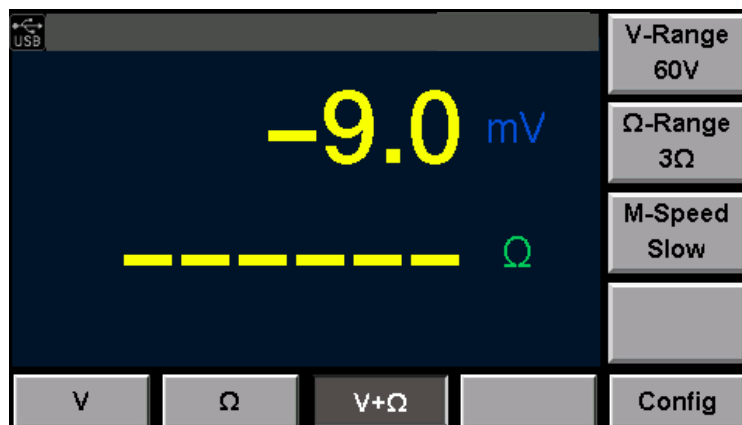 USB
V-Range
60V
−9.0 mV
Ω-Range
3Ω
M-Speed
Slow
−−−−−− Ω
V
Ω
V+Ω
Config